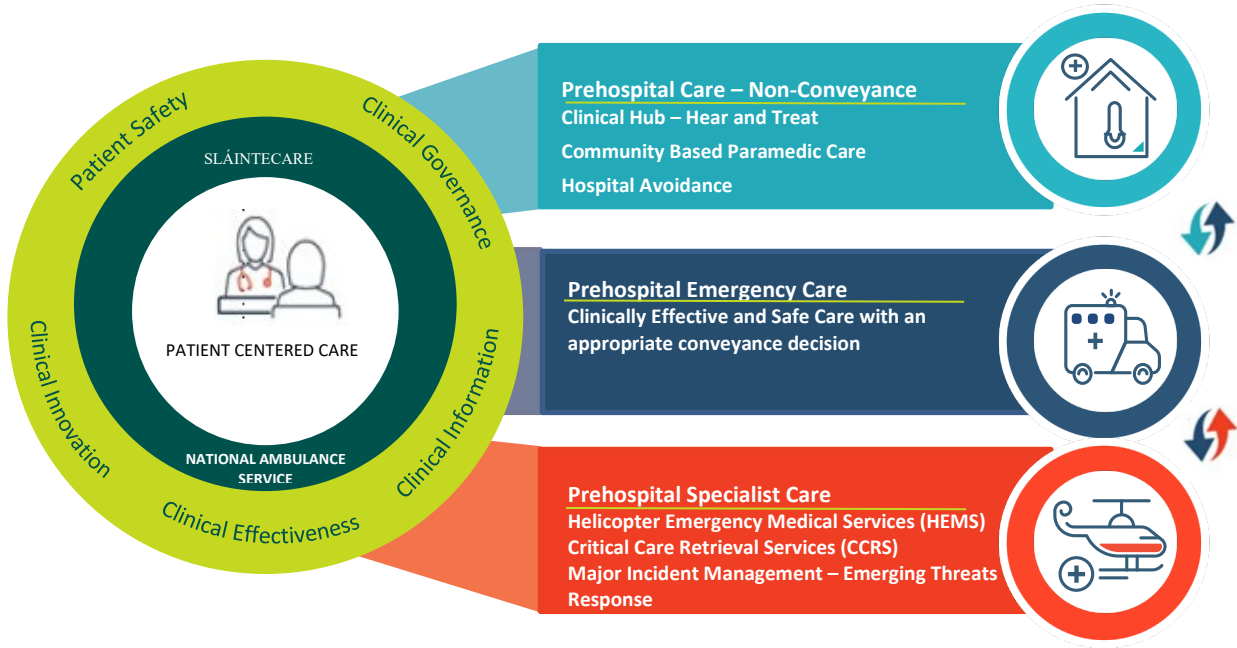 Patient Safety
Clinical Governance
Clinical Information
Clinical Effectiveness
Clinical Innovation
SLÁINTECARE
PATIENT CENTERED CARE
NATIONAL AMBULANCE
SERVICE
Prehospital Care – Non-Conveyance
Clinical Hub – Hear and Treat
Community Based Paramedic Care
Hospital Avoidance
Prehospital Emergency Care
Clinically Effective and Safe Care with an
appropriate conveyance decision
Prehospital Specialist Care
Helicopter Emergency Medical Services (HEMS)
Critical Care Retrieval Services (CCRS)
Major Incident Management – Emerging Threats
Response